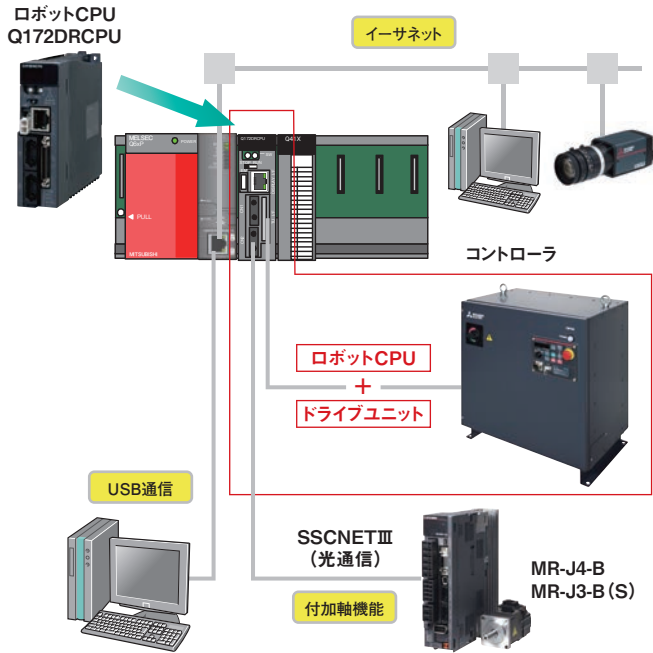 ロボットCPU
Q172DRCPU
イーサネット
MELSEC
Q6xP
POWER
Q172DRCPU
Q41X
PULL
MITSUBISHI
コントローラ
ロボットCPU
+
ドライブユニット
USB通信
SSCNETⅢ
(光通信)
付加軸機能
MR-J4-B
MR-J3-B(S)